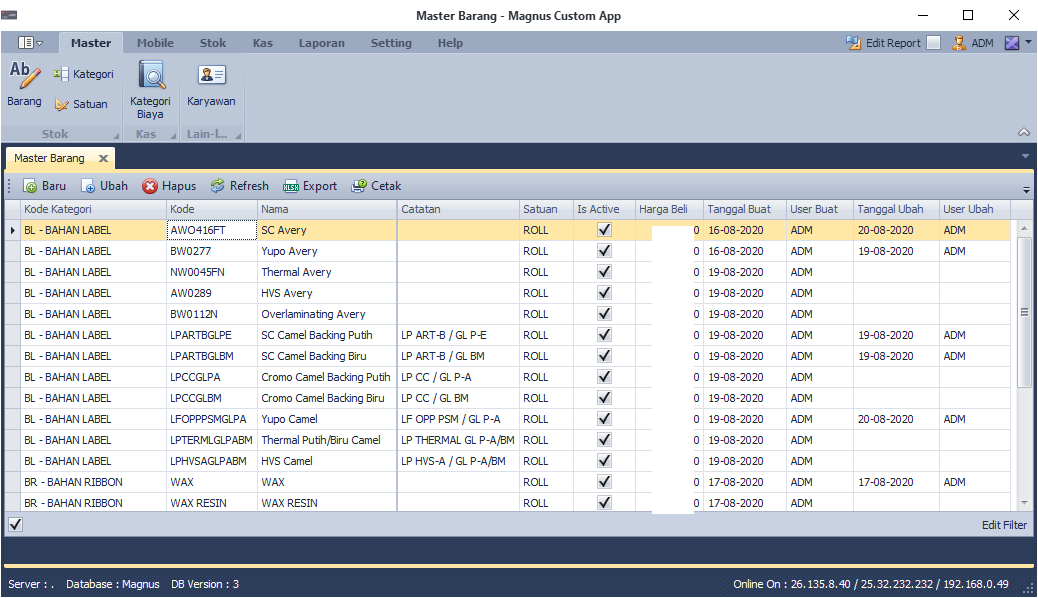 Master Barang - Magnus Custom App
Master Mobile Stok Kas Laporan Setting Help Edit Report ADM
Ab
Barang
Kategori
Satuan
Stok
Kategori
Biaya
Kas
Karyawan
Lain-l...
Master Barang
Baru Ubah Hapus Refresh XLSX Export Cetak
Kode Kategori Kode Nama Catatan Satuan Is Active Harga Beli Tanggal Buat User Buat Tanggal Ubah User Ubah
BL - BAHAN LABEL AWO416FT SC Avery ROLL 0 16-08-2020 ADM 20-08-2020 ADM
BL - BAHAN LABEL BW0277 Yupo Avery ROLL 0 16-08-2020 ADM 19-08-2020 ADM
BL - BAHAN LABEL NW0045FN Thermal Avery ROLL 0 19-08-2020 ADM
BL - BAHAN LABEL AW0289 HVS Avery ROLL 0 19-08-2020 ADM
BL - BAHAN LABEL BW0112N Overlaminating Avery ROLL 0 19-08-2020 ADM
BL - BAHAN LABEL LPARTBGLPE SC Camel Backing Putih LP ART-B / GL P-E ROLL 0 19-08-2020 ADM 19-08-2020 ADM
BL - BAHAN LABEL LPARTBGLBM SC Camel Backing Biru LP ART-B / GL BM ROLL 0 19-08-2020 ADM 19-08-2020 ADM
BL - BAHAN LABEL LPCCGLPA Cromo Camel Backing Putih LP CC / GL P-A ROLL 0 19-08-2020 ADM
BL - BAHAN LABEL LPCCGLBM Cromo Camel Backing Biru LP CC / GL BM ROLL 0 19-08-2020 ADM
BL - BAHAN LABEL LFOPPPSMGLPA Yupo Camel LF OPP PSM / GL P-A ROLL 0 19-08-2020 ADM 20-08-2020 ADM
BL - BAHAN LABEL LPTERMLGLPABM Thermal Putih/Biru Camel LP THERMAL GL P-A/BM ROLL 0 19-08-2020 ADM
BL - BAHAN LABEL LPHVSAGLPABM HVS Camel LP HVS-A / GL P-A/BM ROLL 0 19-08-2020 ADM
BR - BAHAN RIBBON WAX WAX ROLL 0 17-08-2020 ADM 17-08-2020 ADM
BR - BAHAN RIBBON WAX RESIN WAX RESIN ROLL 0 17-08-2020 ADM
Edit Filter
Server : . Database : Magnus DB Version : 3 Online On : 26.135.8.40 / 25.32.232.232 / 192.168.0.49